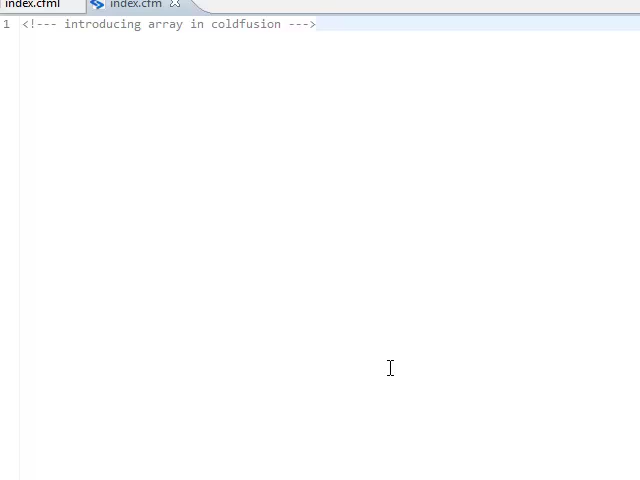 index.cfml index.cfm
1 <!--- introducing array in coldfusion --->